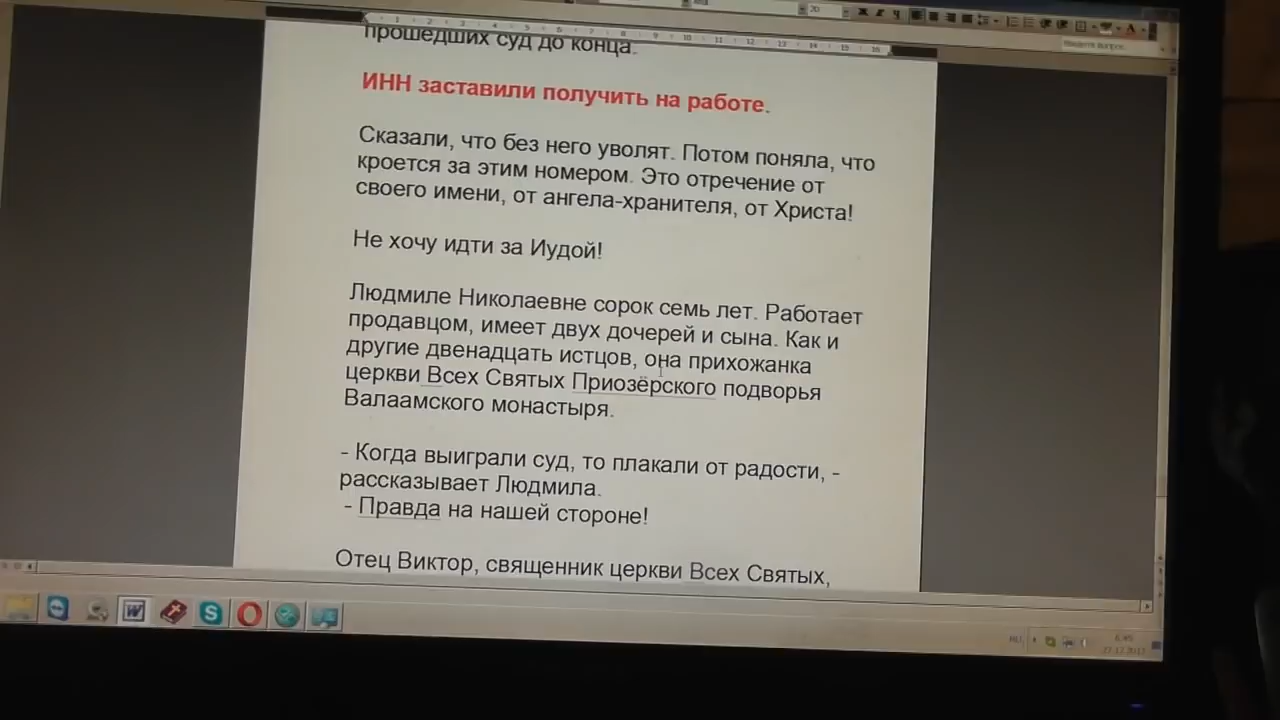 прошедших суд до конца.
ИНН заставили получить на работе.
Сказали, что без него уволят. Потом поняла, что
кроется за этим номером. Это отречение от
своего имени, от ангела-хранителя, от Христа!
Не хочу идти за Иудой!
Людмиле Николаевне сорок семь лет. Работает
продавцом, имеет двух дочерей и сына. Как и
другие двенадцать истцов, она прихожанка
церкви Всех Святых Приозёрского подворья
Валаамского монастыря.
- Когда выиграли суд, то плакали от радости, -
рассказывает Людмила.
- Правда на нашей стороне!
Отец Виктор, священник церкви Всех Святых,
RU
6:45